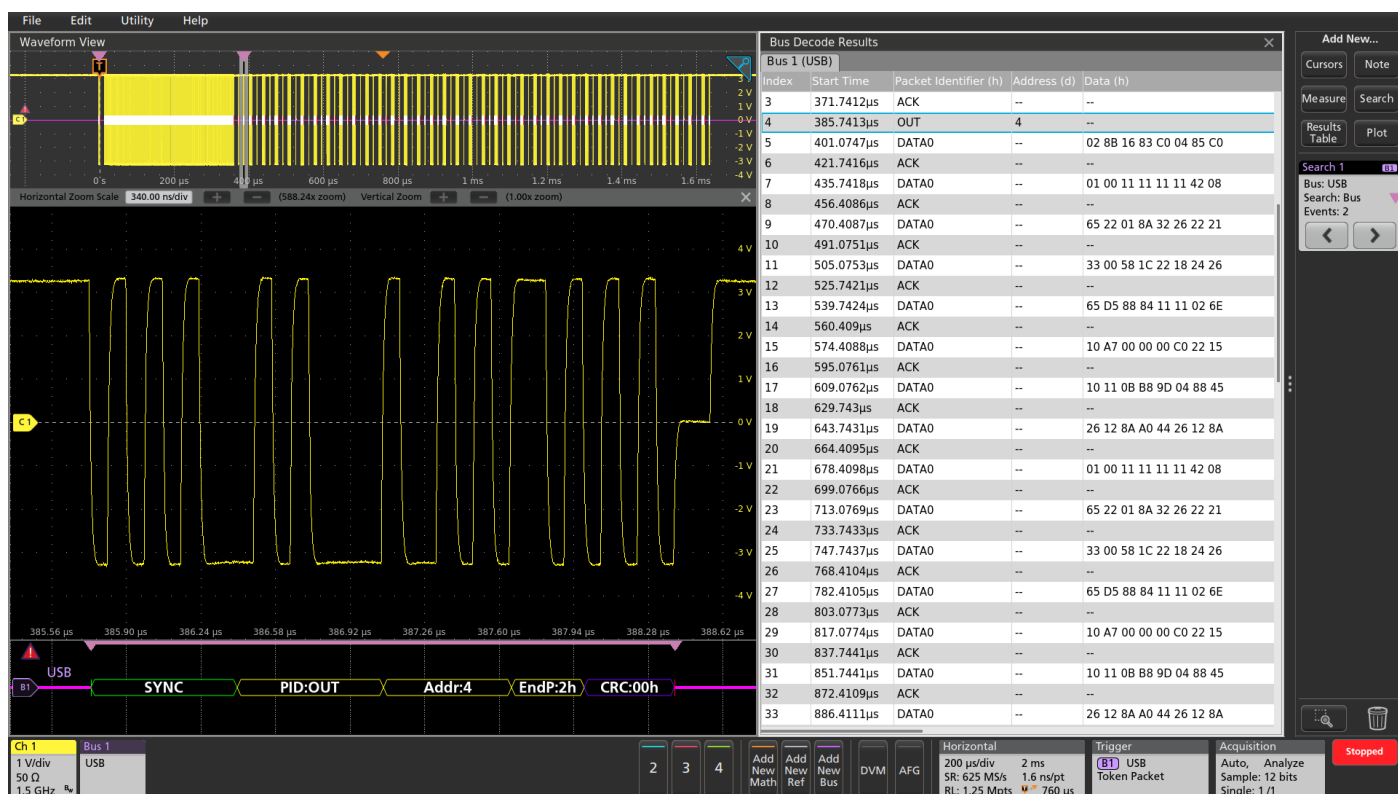 File Edit Utility Help
Waveform View
T
3 V
2 V
1 V
0 V
-1 V
-2 V
-3 V
-4 V
C1
0 s 200 µs 400 µs 600 µs 800 µs 1 ms 1.2 ms 1.4 ms 1.6 ms
Horizontal Zoom Scale 340.00 ns/div + − (588.24x zoom) Vertical Zoom + − (1.00x zoom) ×
4 V
3 V
2 V
1 V
C1 0 V
-1 V
-2 V
-3 V
-4 V
385.56 µs 385.90 µs 386.24 µs 386.58 µs 386.92 µs 387.26 µs 387.60 µs 387.94 µs 388.28 µs 388.62 µs
USB
B1 SYNC PID:OUT Addr:4 EndP:2h CRC:00h
Bus Decode Results ×
Bus 1 (USB)
Index Start Time Packet Identifier (h) Address (d) Data (h)
3 371.7412µs ACK -- --
4 385.7413µs OUT 4 --
5 401.0747µs DATA0 -- 02 8B 16 83 C0 04 85 C0
6 421.7416µs ACK -- --
7 435.7418µs DATA0 -- 01 00 11 11 11 11 42 08
8 456.4086µs ACK -- --
9 470.4087µs DATA0 -- 65 22 01 8A 32 26 22 21
10 491.0751µs ACK -- --
11 505.0753µs DATA0 -- 33 00 58 1C 22 18 24 26
12 525.7421µs ACK -- --
13 539.7424µs DATA0 -- 65 D5 88 84 11 11 02 6E
14 560.409µs ACK -- --
15 574.4088µs DATA0 -- 10 A7 00 00 00 C0 22 15
16 595.0761µs ACK -- --
17 609.0762µs DATA0 -- 10 11 0B B8 9D 04 88 45
18 629.743µs ACK -- --
19 643.7431µs DATA0 -- 26 12 8A A0 44 26 12 8A
20 664.4095µs ACK -- --
21 678.4098µs DATA0 -- 01 00 11 11 11 11 42 08
22 699.0766µs ACK -- --
23 713.0769µs DATA0 -- 65 22 01 8A 32 26 22 21
24 733.7433µs ACK -- --
25 747.7437µs DATA0 -- 33 00 58 1C 22 18 24 26
26 768.4104µs ACK -- --
27 782.4105µs DATA0 -- 65 D5 88 84 11 11 02 6E
28 803.0773µs ACK -- --
29 817.0774µs DATA0 -- 10 A7 00 00 00 C0 22 15
30 837.7441µs ACK -- --
31 851.7441µs DATA0 -- 10 11 0B B8 9D 04 88 45
32 872.4109µs ACK -- --
33 886.4111µs DATA0 -- 26 12 8A A0 44 26 12 8A
Add New...
Cursors Note
Measure Search
Results Table Plot
Search 1 B1
Bus: USB
Search: Bus
Events: 2
Ch 1
1 V/div
50 Ω
1.5 GHz Bw
Bus 1
USB
2 3 4
Add New Math
Add New Ref
Add New Bus
DVM
AFG
Horizontal
200 µs/div 2 ms
SR: 625 MS/s 1.6 ns/pt
RL: 1.25 Mpts 760 µs
Trigger
B1 USB
Token Packet
Acquisition
Auto, Analyze
Sample: 12 bits
Single: 1 /1
Stopped